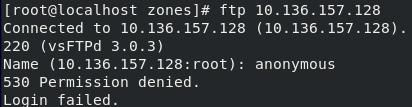 [root@localhost zones]# ftp 10.136.157.128
Connected to 10.136.157.128 (10.136.157.128).
220 (vsFTPd 3.0.3)
Name (10.136.157.128:root): anonymous
530 Permission denied.
Login failed.